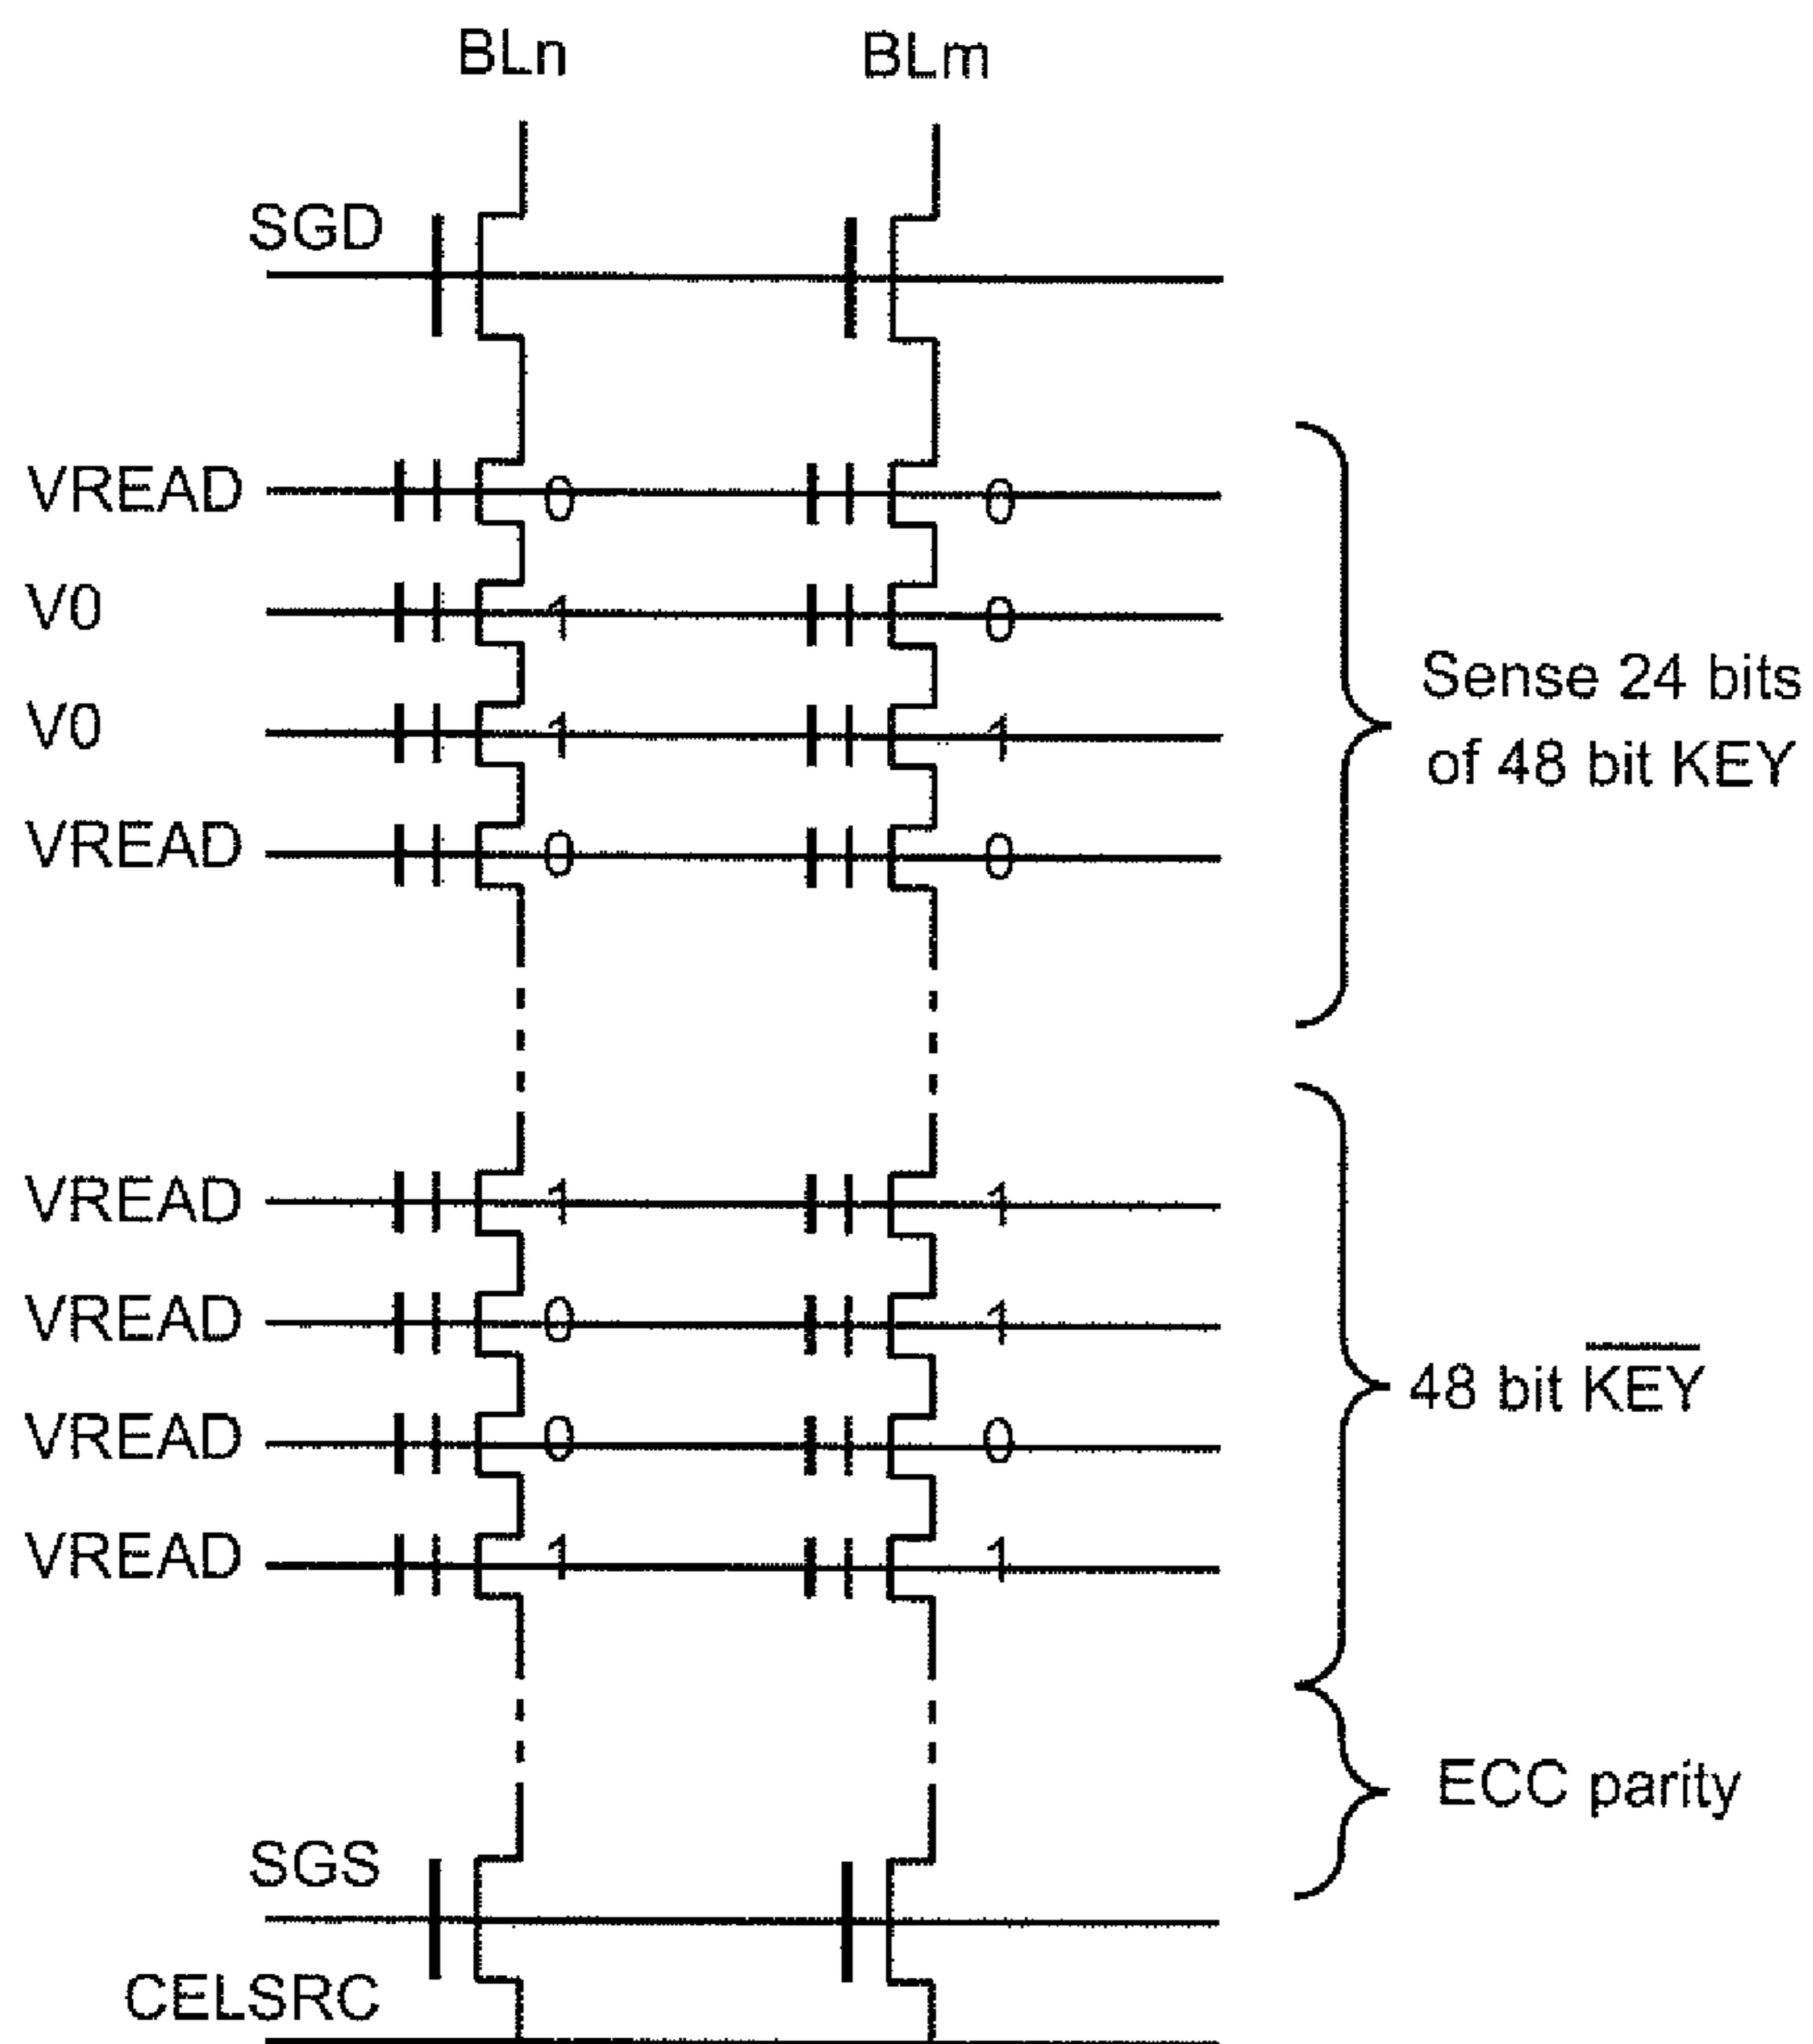 BLn BLm
SGD
VREAD 0 0
V0 1 0
V0 1 1
VREAD 0 0
Sense 24 bits
of 48 bit KEY
VREAD 1 1
VREAD 0 1
VREAD 0 0
VREAD 1 1
48 bit K̅E̅Y̅
ECC parity
SGS
CELSRC